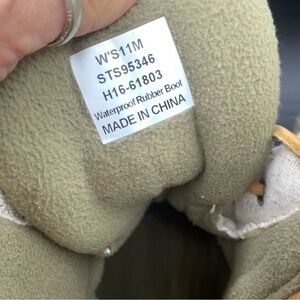 W'S11M
STS95346
H16-61803
Waterproof Rubber Boot
MADE IN CHINA